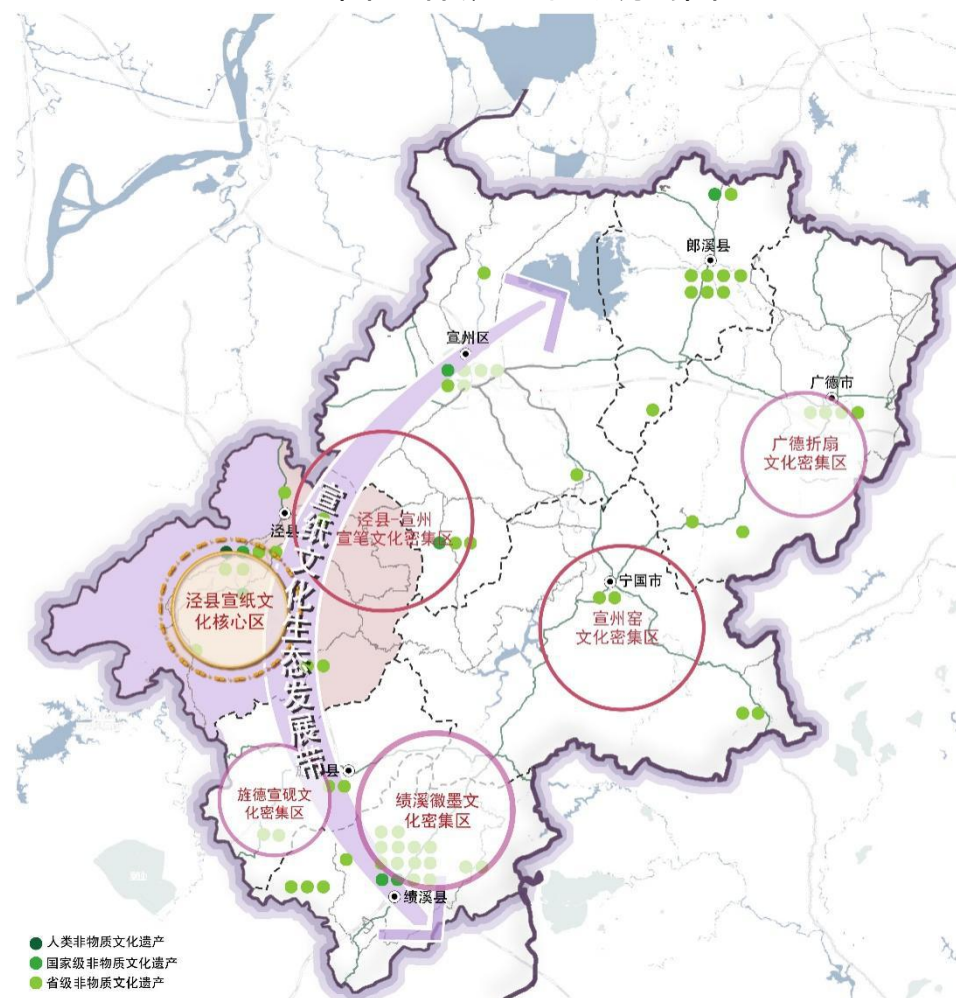 郎溪县
宣州区
广德市
广德折扇
文化密集区
泾县
泾县-宣州
宣笔文化密集区
宁国市
泾县宣纸文
化核心区
宣州窑
文化密集区
宣纸文化生态发展带
县
旌德宣砚文
化密集区
绩溪徽墨文
化密集区
绩溪县
人类非物质文化遗产
国家级非物质文化遗产
省级非物质文化遗产